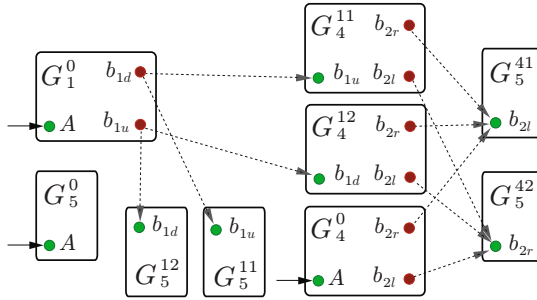 G_1^0 b_{1d}
A b_{1u}
G_5^0
A
b_{1d}
G_5^{12}
b_{1u}
G_5^{11}
G_4^{11} b_{2r}
b_{1u} b_{2l}
G_4^{12} b_{2r}
b_{1d} b_{2l}
G_4^0 b_{2r}
A b_{2l}
G_5^{41}
b_{2l}
G_5^{42}
b_{2r}